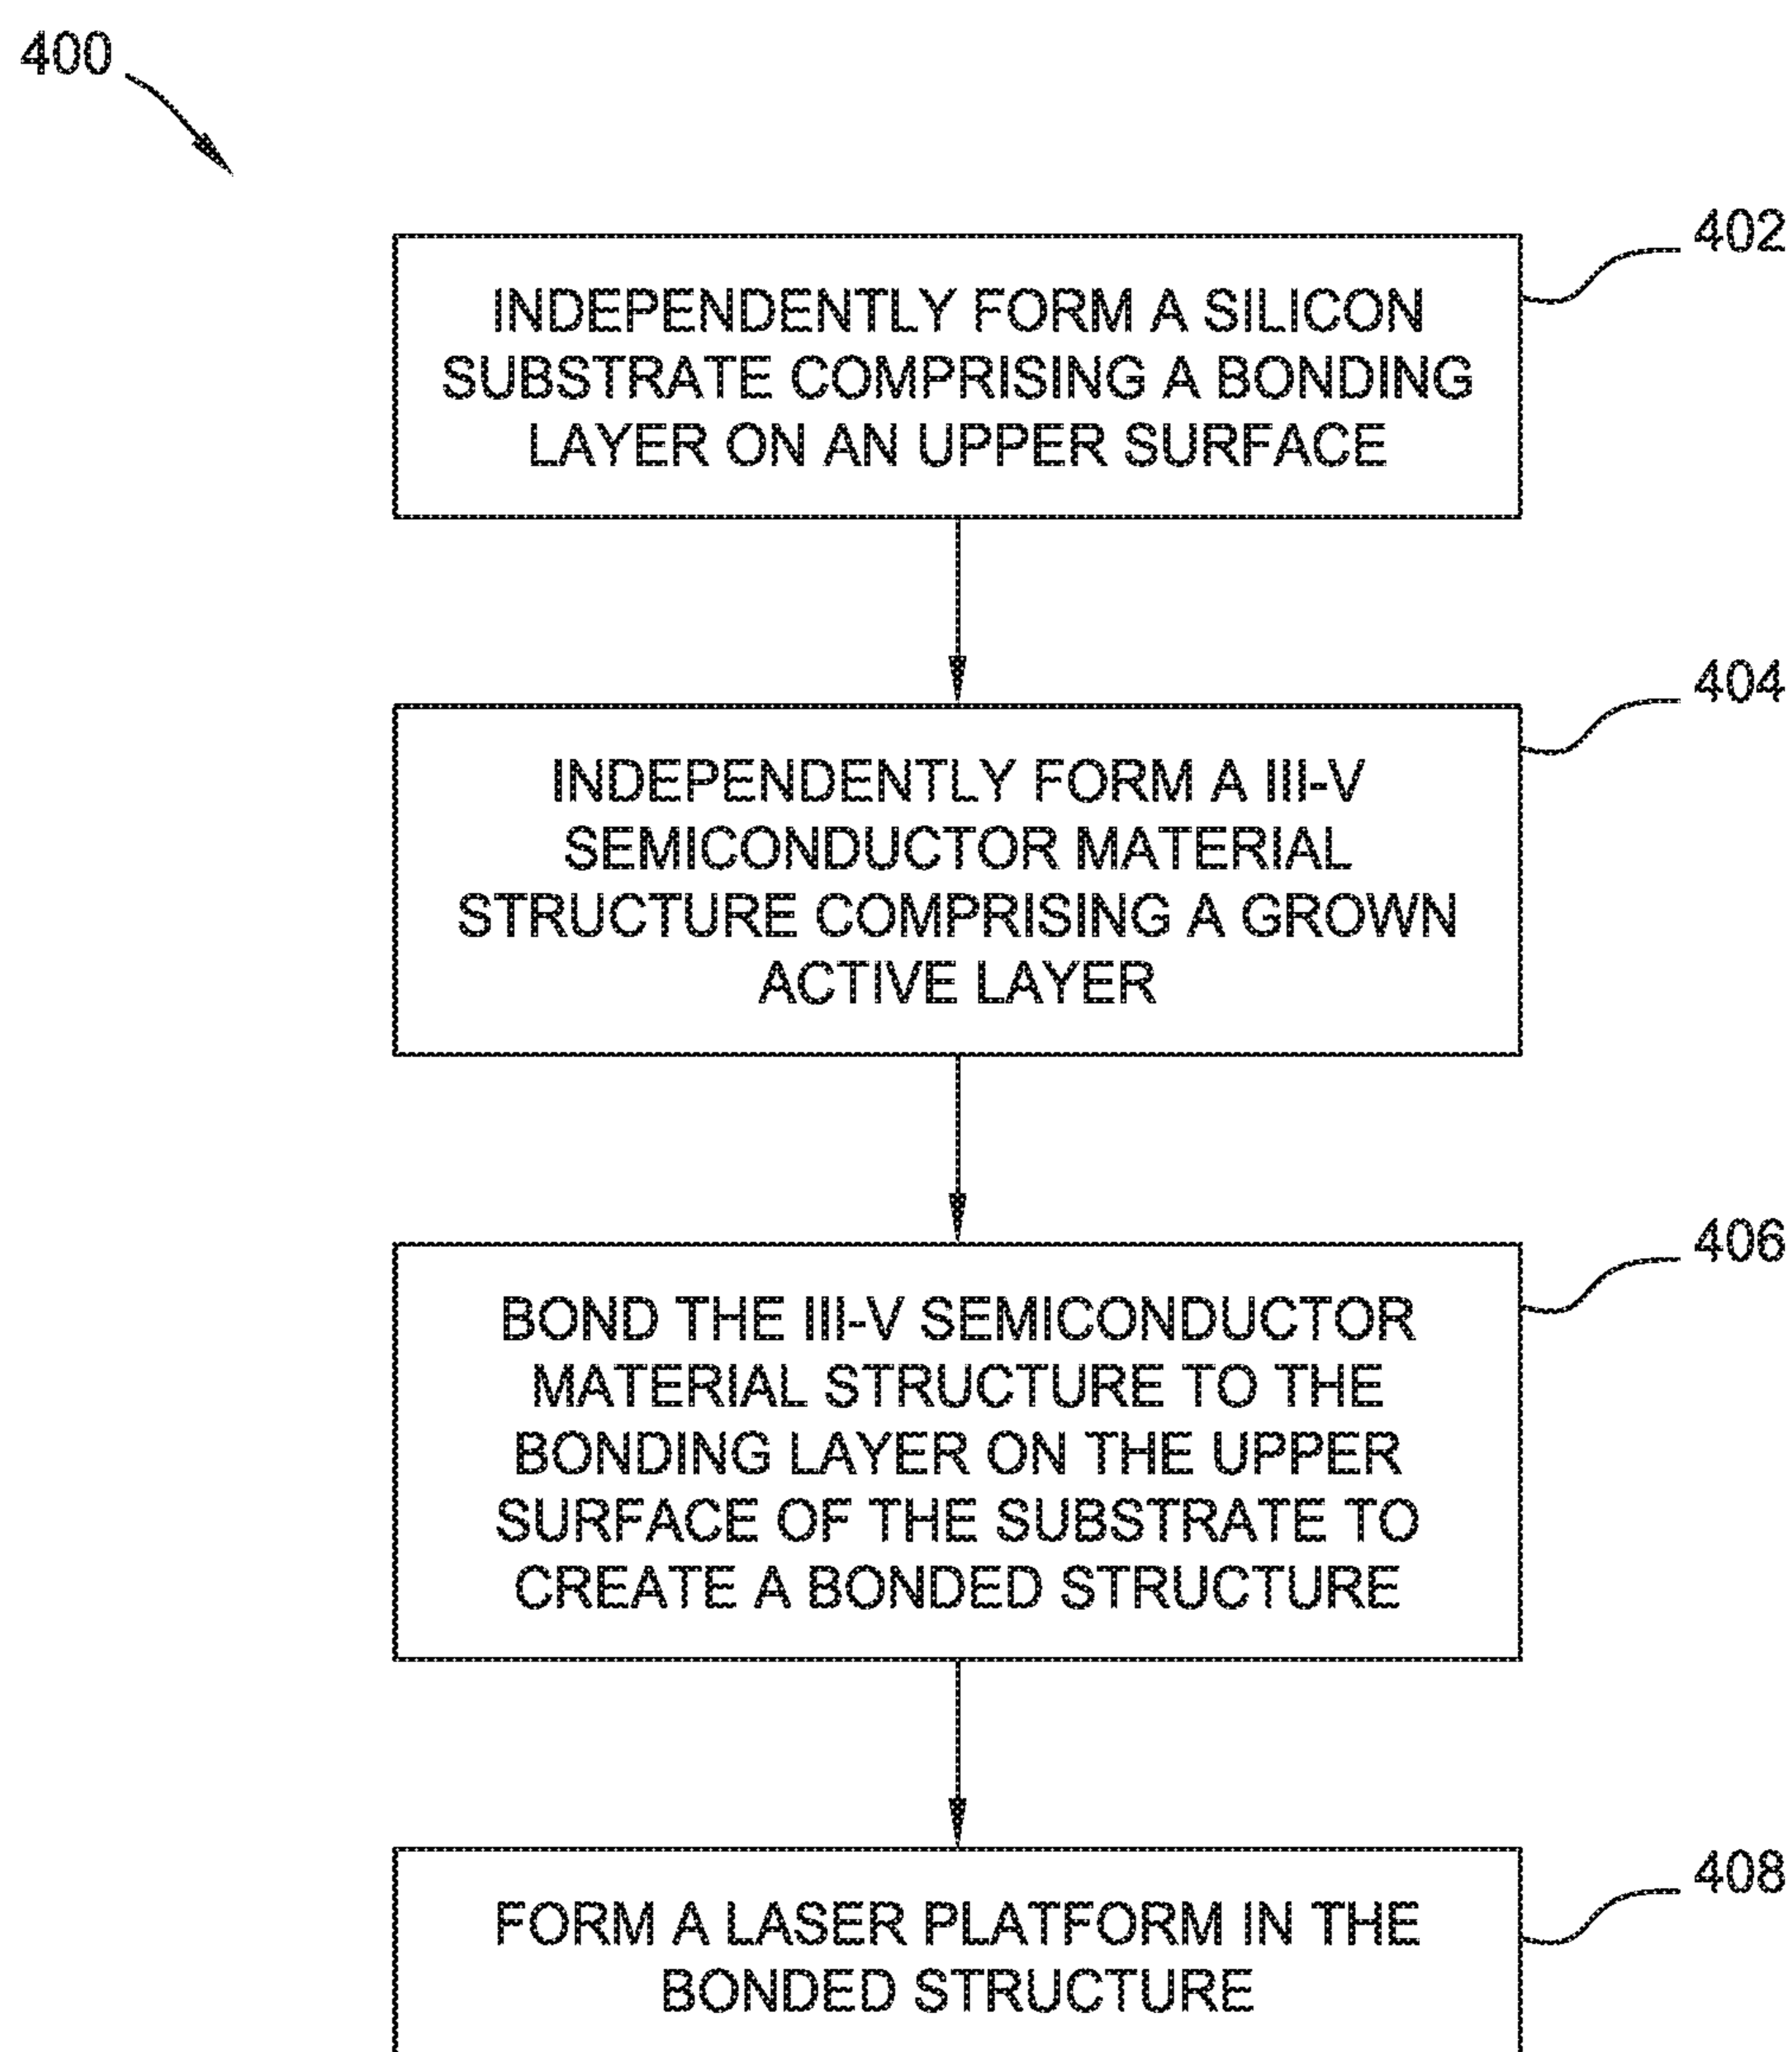 400
402
INDEPENDENTLY FORM A SILICON
SUBSTRATE COMPRISING A BONDING
LAYER ON AN UPPER SURFACE
404
INDEPENDENTLY FORM A III-V
SEMICONDUCTOR MATERIAL
STRUCTURE COMPRISING A GROWN
ACTIVE LAYER
406
BOND THE III-V SEMICONDUCTOR
MATERIAL STRUCTURE TO THE
BONDING LAYER ON THE UPPER
SURFACE OF THE SUBSTRATE TO
CREATE A BONDED STRUCTURE
408
FORM A LASER PLATFORM IN THE
BONDED STRUCTURE